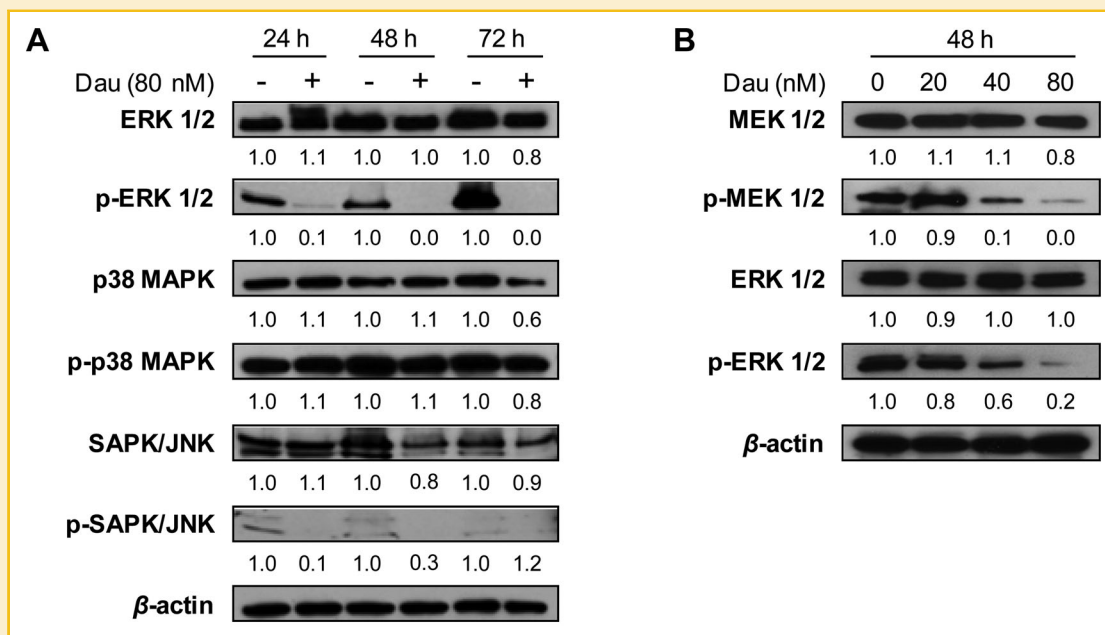 A
24 h 48 h 72 h
Dau (80 nM) - + - + - +
ERK 1/2
1.0 1.1 1.0 1.0 1.0 0.8
p-ERK 1/2
1.0 0.1 1.0 0.0 1.0 0.0
p38 MAPK
1.0 1.1 1.0 1.1 1.0 0.6
p-p38 MAPK
1.0 1.1 1.0 1.1 1.0 0.8
SAPK/JNK
1.0 1.1 1.0 0.8 1.0 0.9
p-SAPK/JNK
1.0 0.1 1.0 0.3 1.0 1.2
β-actin
B
48 h
Dau (nM) 0 20 40 80
MEK 1/2
1.0 1.1 1.1 0.8
p-MEK 1/2
1.0 0.9 0.1 0.0
ERK 1/2
1.0 0.9 1.0 1.0
p-ERK 1/2
1.0 0.8 0.6 0.2
β-actin